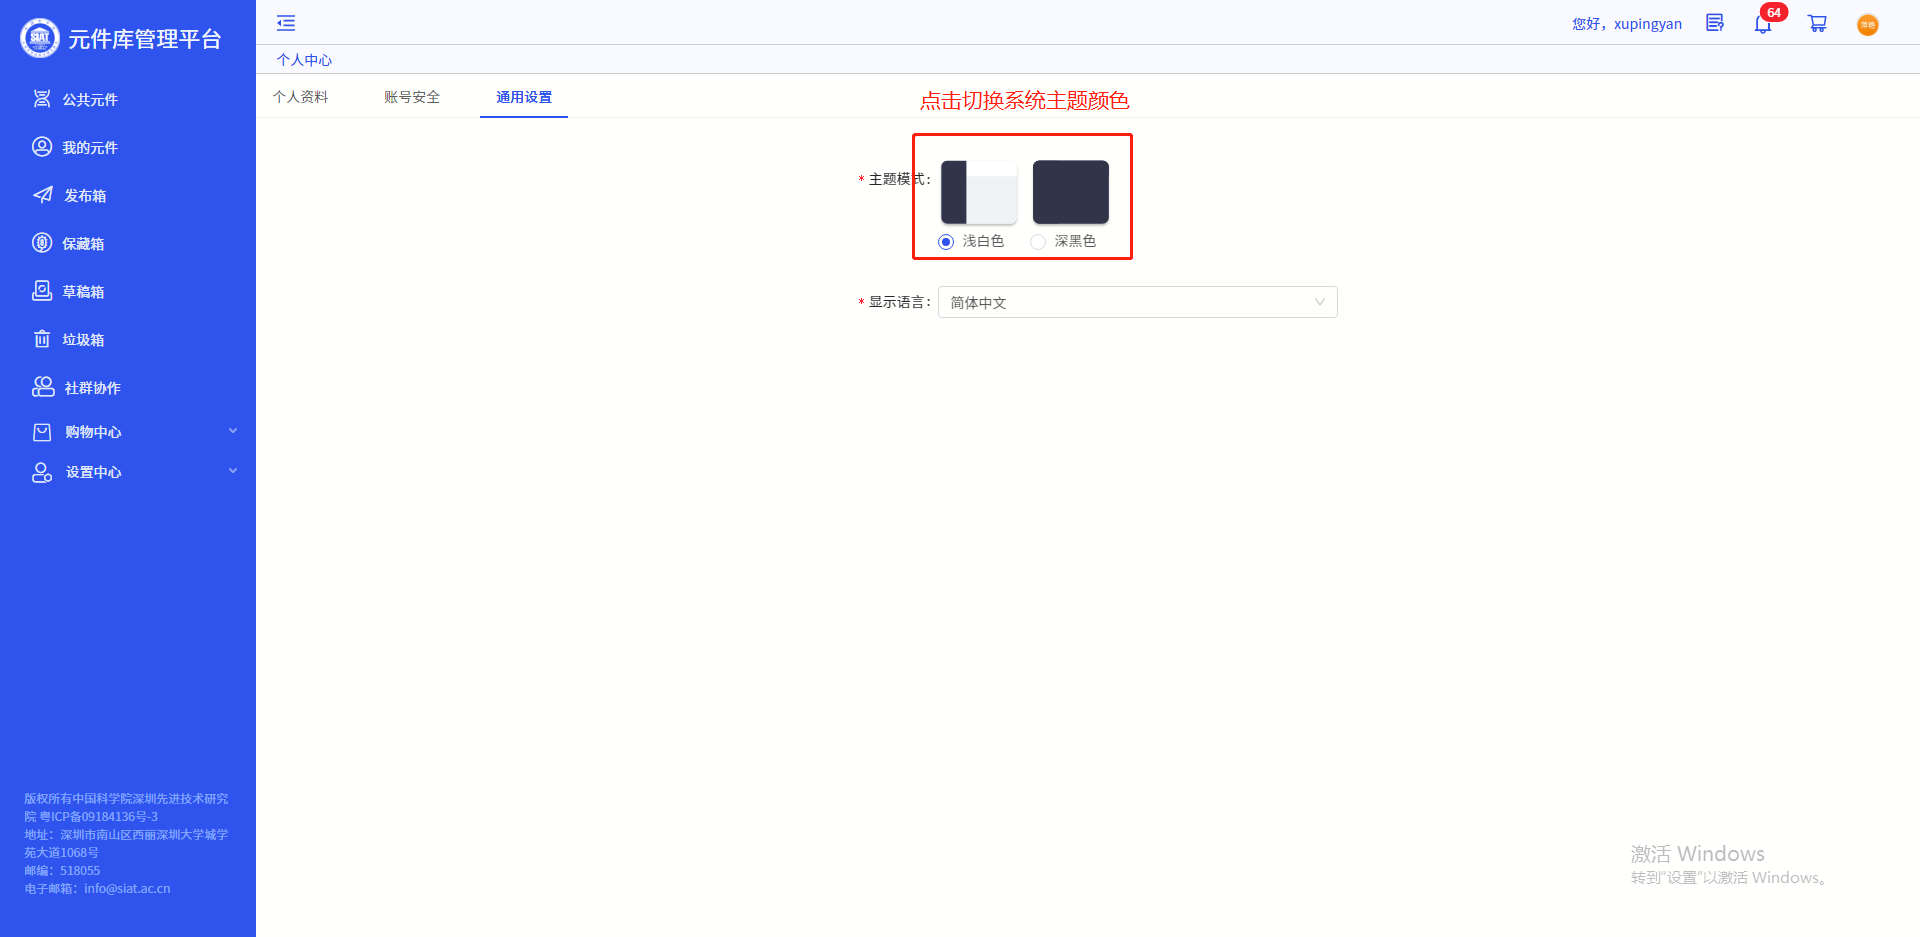 SIAT
元件库管理平台
您好，xupingyan
64
个人中心
公共元件
我的元件
发布箱
保藏箱
草稿箱
垃圾箱
社群协作
购物中心
设置中心
个人资料
账号安全
通用设置
点击切换系统主题颜色
* 主题模式：
浅白色
深黑色
* 显示语言：
简体中文
版权所有中国科学院深圳先进技术研究
院 粤ICP备09184136号-3
地址：深圳市南山区西丽深圳大学城学
苑大道1068号
邮编：518055
电子邮箱：info@siat.ac.cn
激活 Windows
转到“设置”以激活 Windows。